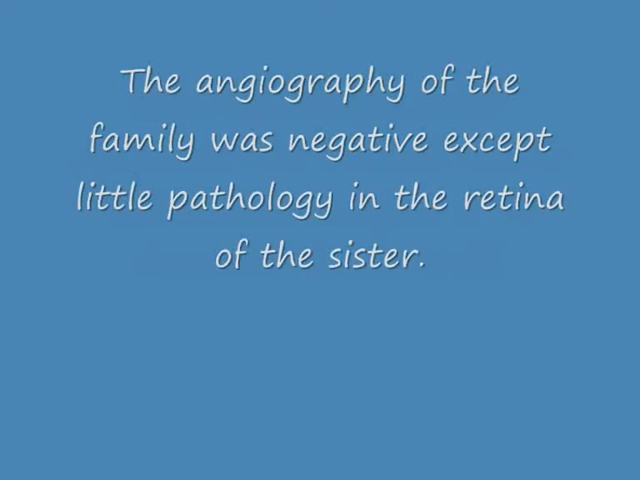 The angiography of the
family was negative except
little pathology in the retina
of the sister.